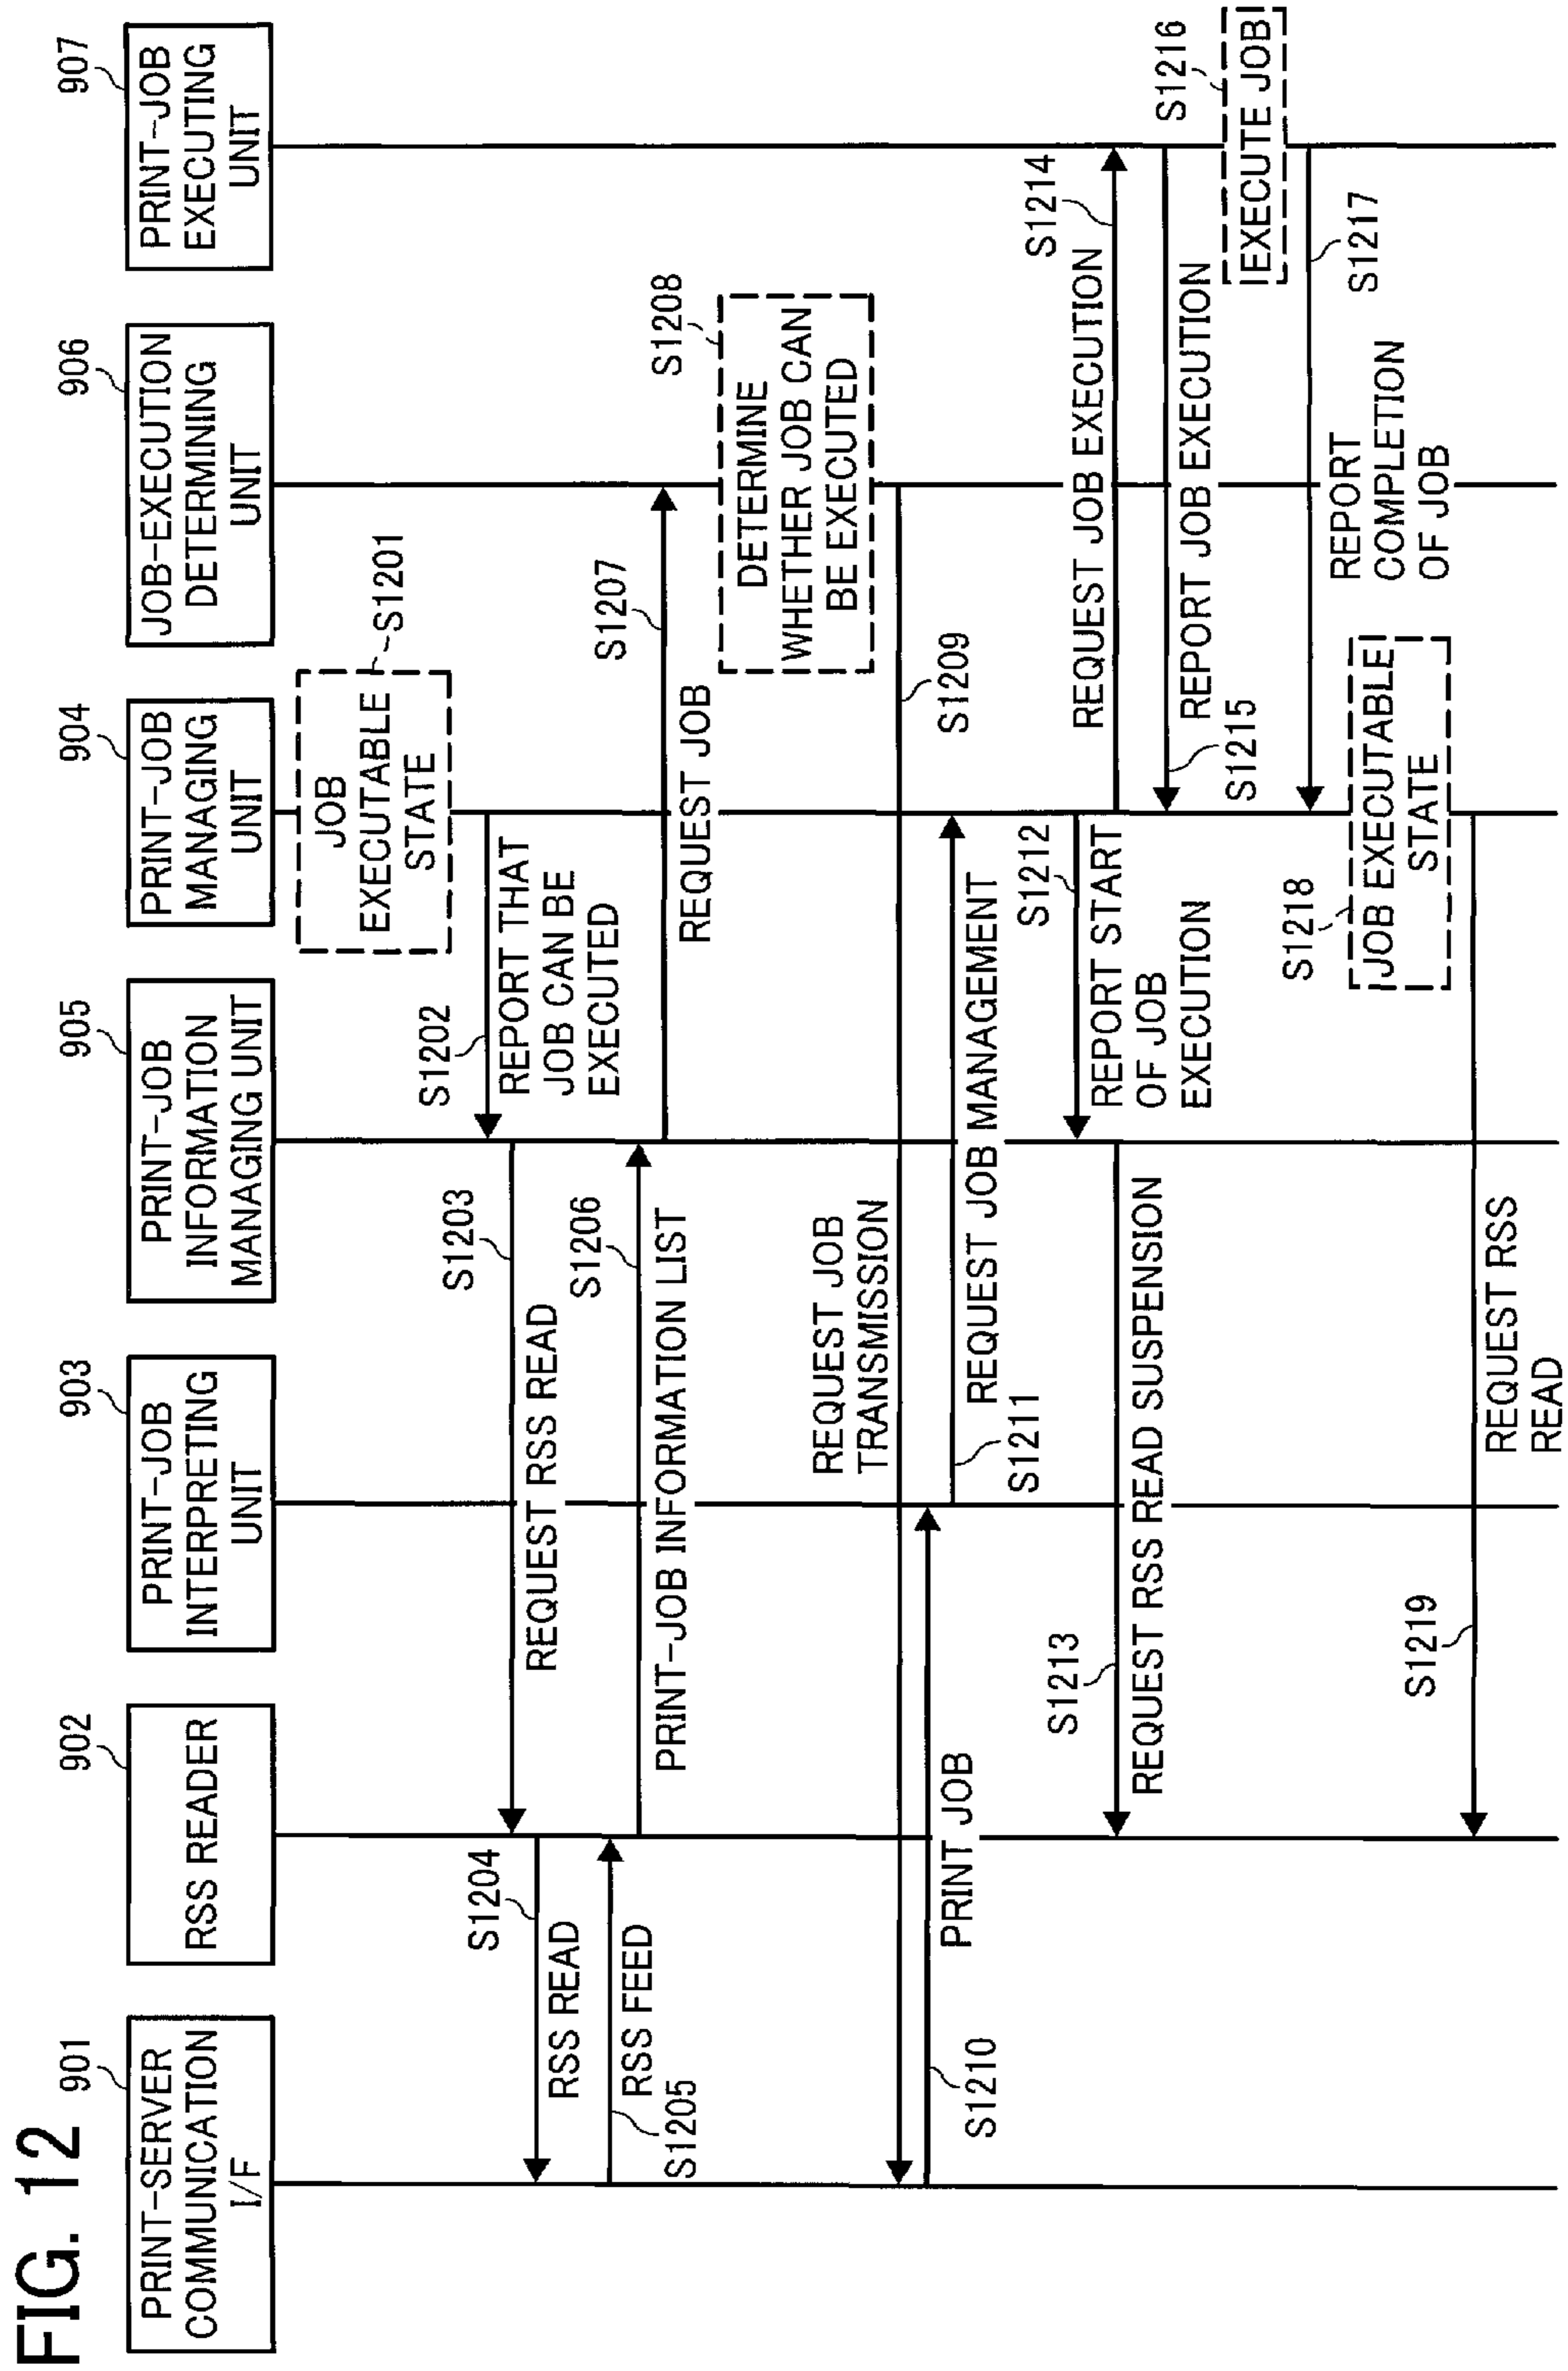 FIG. 12
901
PRINT-SERVER
COMMUNICATION
I/F
902
RSS READER
903
PRINT-JOB
INTERPRETING
UNIT
905
PRINT-JOB
INFORMATION
MANAGING UNIT
904
PRINT-JOB
MANAGING
UNIT
906
JOB-EXECUTION
DETERMINING
UNIT
907
PRINT-JOB
EXECUTING
UNIT
S1201
JOB
EXECUTABLE
STATE
S1202
REPORT THAT
JOB CAN BE
EXECUTED
S1203
REQUEST RSS READ
S1204
RSS READ
RSS FEED
S1205
S1206
PRINT-JOB INFORMATION LIST
S1207
REQUEST JOB
S1208
DETERMINE
WHETHER JOB CAN
BE EXECUTED
REQUEST JOB
TRANSMISSION
S1209
PRINT JOB
S1210
REQUEST JOB MANAGEMENT
S1211
S1212
REPORT START
OF JOB
EXECUTION
S1213
REQUEST RSS READ SUSPENSION
S1214
REQUEST JOB EXECUTION
REPORT JOB EXECUTION
S1215
S1216
EXECUTE JOB
S1217
REPORT
COMPLETION
OF JOB
S1218
JOB EXECUTABLE
STATE
S1219
REQUEST RSS
READ